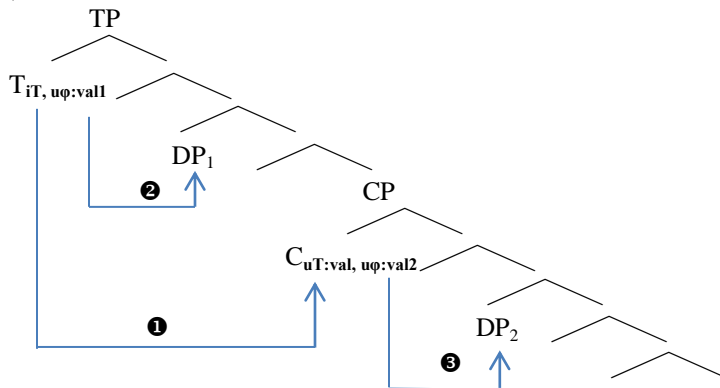 TP
T iT, uφ:val1
DP1
❷
CP
C uT:val, uφ:val2
❶
DP2
❸